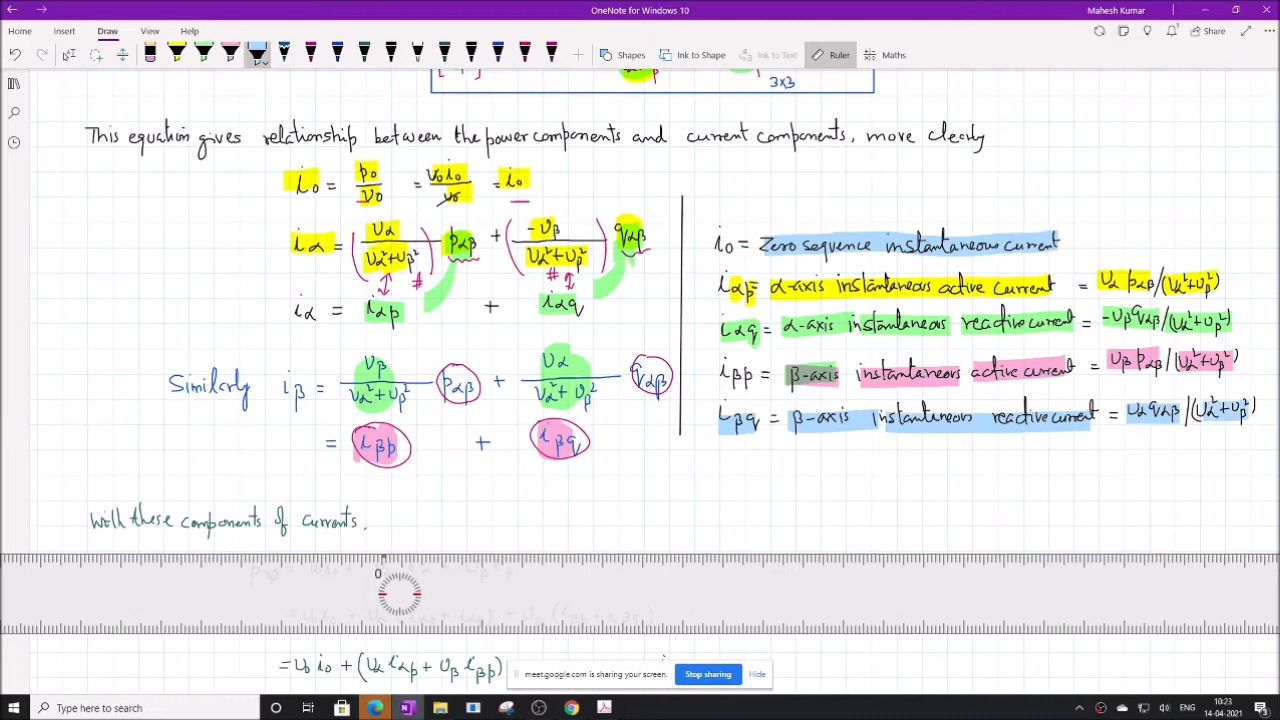 OneNote for Windows 10
Mahesh Kumar
Home Insert Draw View Help
Share
Shapes Ink to Shape Ink to Text Ruler Maths
3x3
This equation gives relationship between the power components and current components, more clearly
i₀ = p₀/v₀ = v₀ i₀/v₀ = i₀
iα = (vα/(vα²+vβ²)) pαβ + (-vβ/(vα²+vβ²)) qαβ
# #
iα = iαp + iαq
Similarly iβ = vβ/(vα²+vβ²) pαβ + vα/(vα²+vβ²) qαβ
= iβp + iβq
i₀ = Zero sequence instantaneous current
iαp = α-axis instantaneous active current = vα pαβ/(vα²+vβ²)
iαq = α-axis instantaneous reactive current = -vβ qαβ/(vα²+vβ²)
iβp = β-axis instantaneous active current = vβ pαβ/(vα²+vβ²)
iβq = β-axis instantaneous reactive current = vα qαβ/(vα²+vβ²)
With these components of currents,
0
= v₀ i₀ + (vα iαp + vβ iβp)
meet.google.com is sharing your screen. Stop sharing Hide
Type here to search
ENG
10:23
14-04-2021